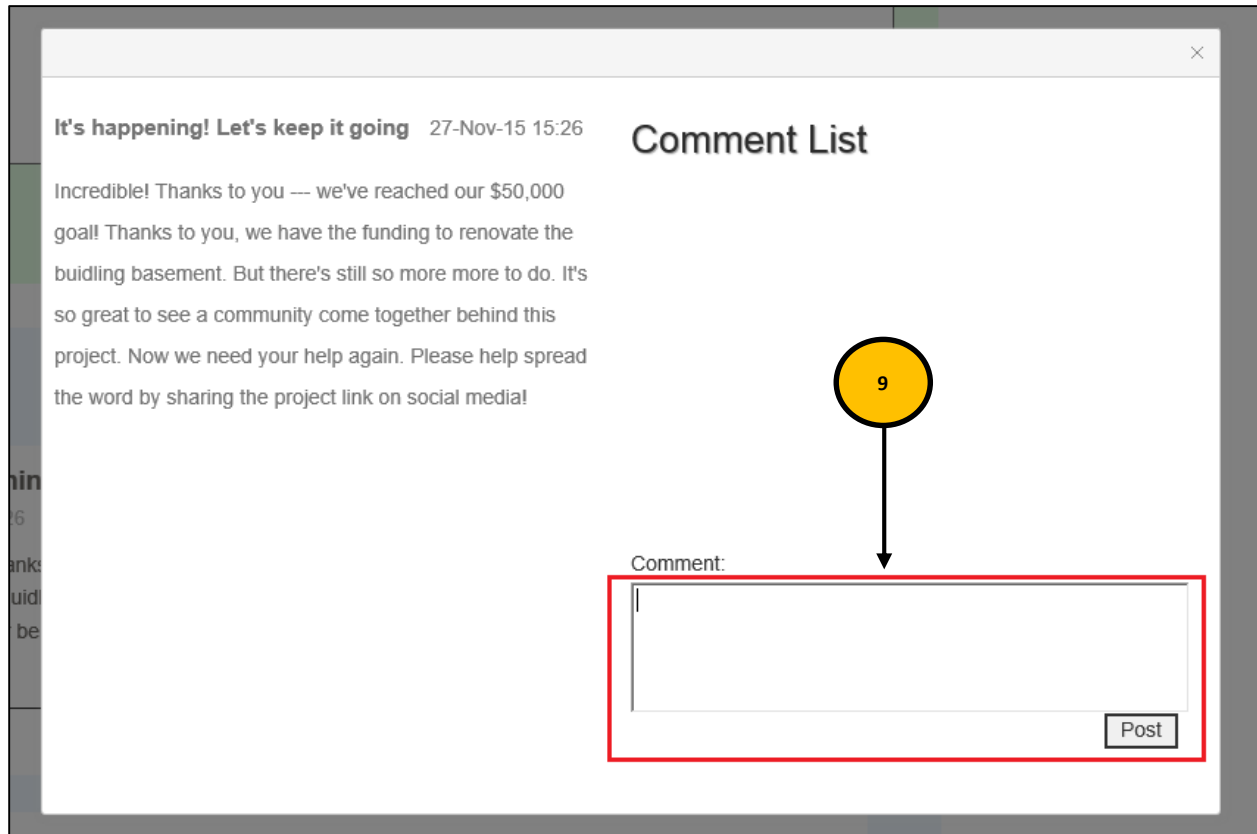 ×
It's happening! Let's keep it going 27-Nov-15 15:26
Incredible! Thanks to you --- we've reached our $50,000
goal! Thanks to you, we have the funding to renovate the
buidling basement. But there's still so more more to do. It's
so great to see a community come together behind this
project. Now we need your help again. Please help spread
the word by sharing the project link on social media!
Comment List
9
Comment:
Post